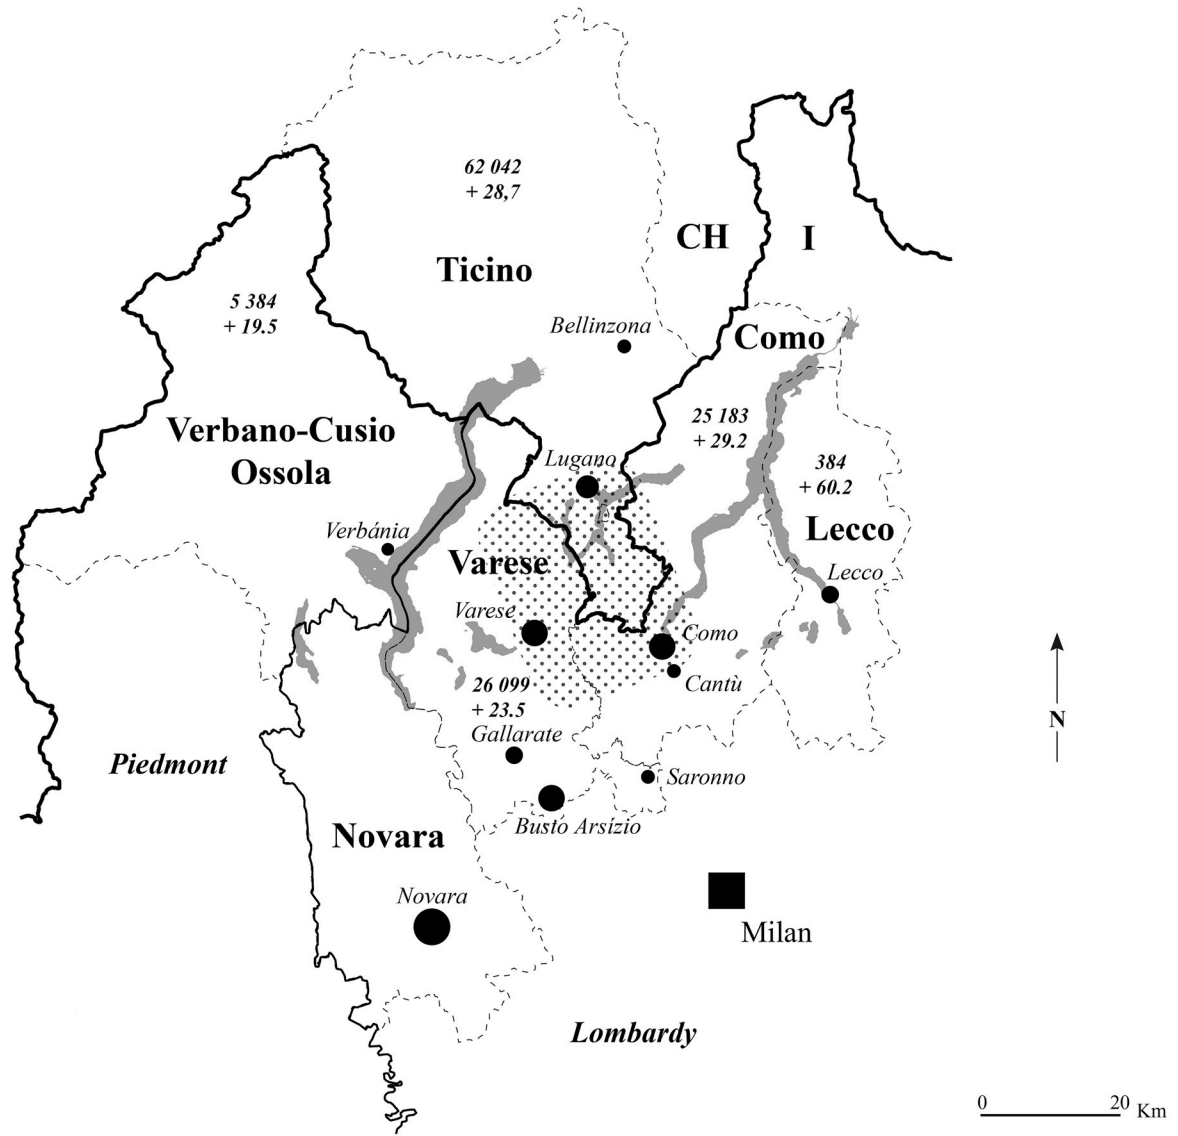 62 042
+ 28,7
CH
I
Ticino
5 384
+ 19.5
Bellinzona
Como
25 183
+ 29.2
Verbano-Cusio
Ossola
Lugano
384
+ 60.2
Lecco
Verbánia
Varese
Lecco
Varese
Como
Cantù
26 099
+ 23.5
Gallarate
N
Piedmont
Saronno
Busto Arsízio
Novara
Novara
Milan
Lombardy
0 20 Km